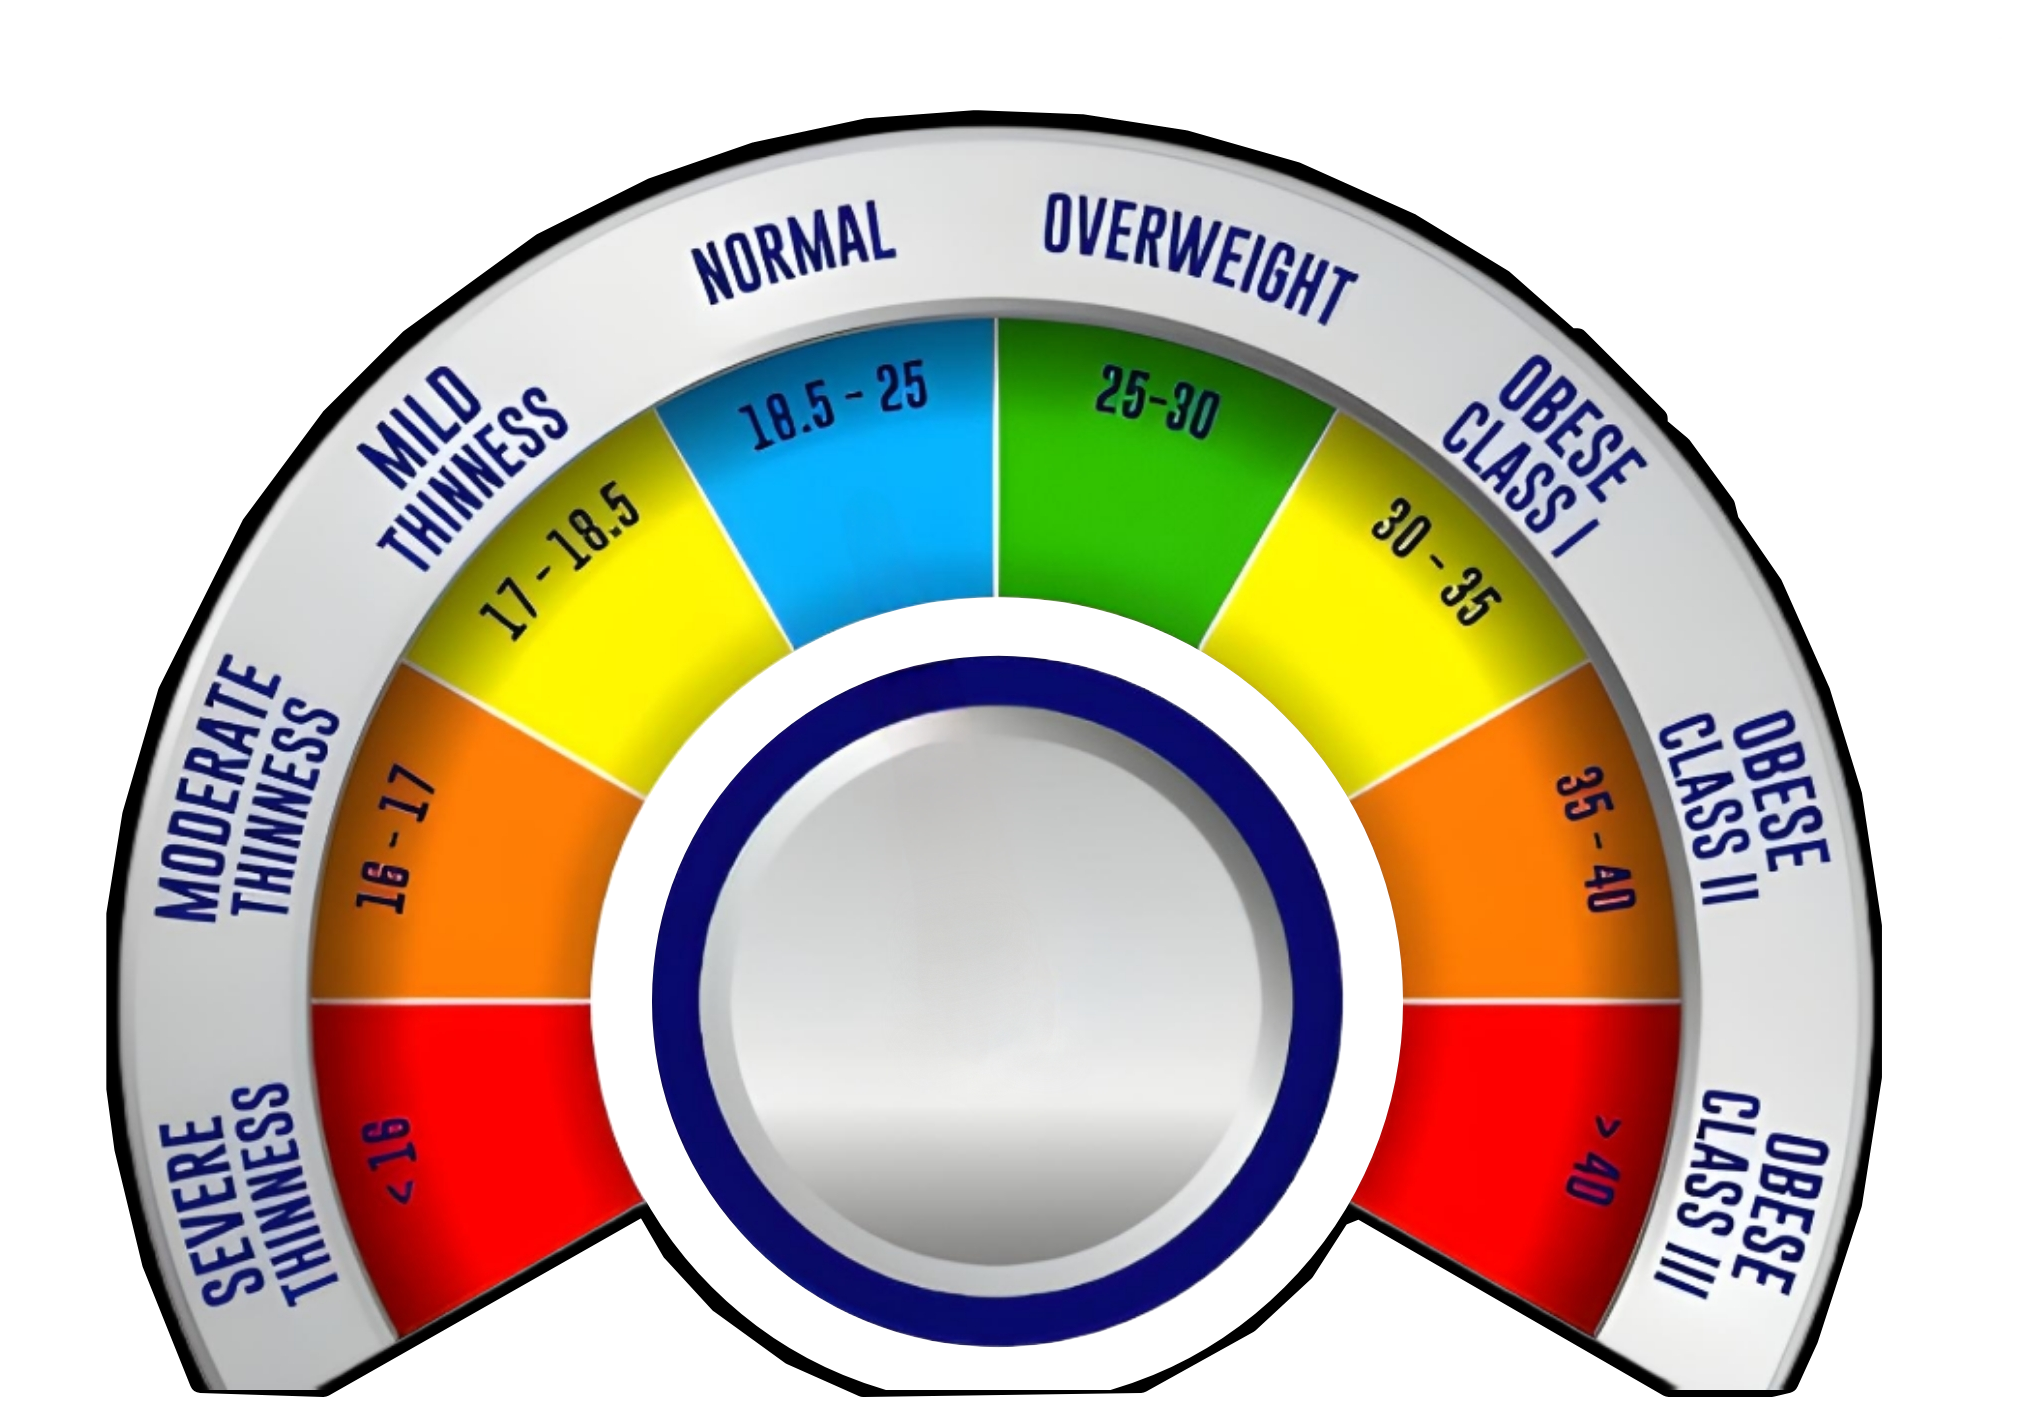 SEVERE
THINNESS
< 16
MODERATE
THINNESS
16 - 17
MILD
THINNESS
17 - 18.5
NORMAL
18.5 - 25
OVERWEIGHT
25-30
OBESE
CLASS I
30 - 35
OBESE
CLASS II
35 - 40
OBESE
CLASS III
> 40